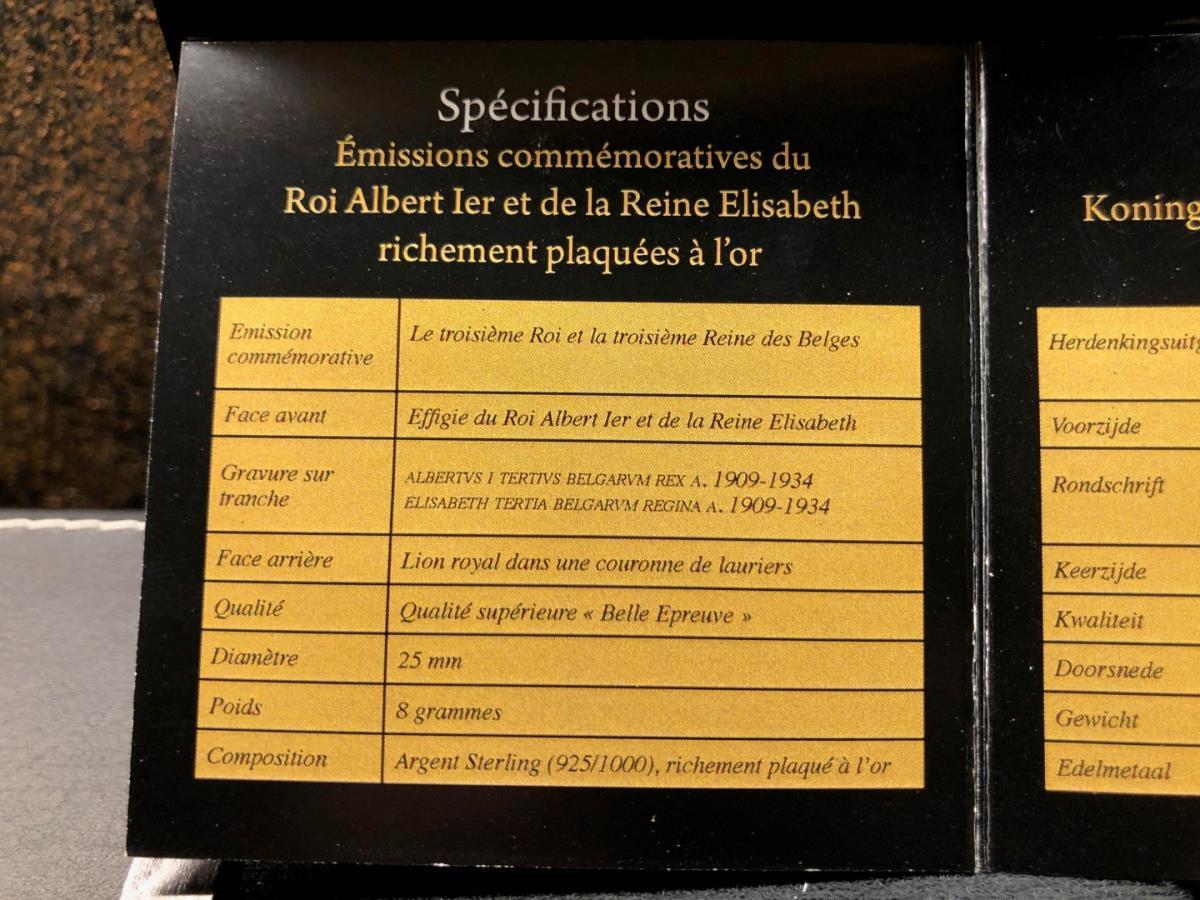 Spécifications
Émissions commémoratives du
Roi Albert Ier et de la Reine Elisabeth
richement plaquées à l'or
Emission
commémorative
Le troisième Roi et la troisième Reine des Belges
Face avant
Effigie du Roi Albert Ier et de la Reine Elisabeth
Gravure sur
tranche
ALBERTVS I TERTIVS BELGARVM REX A. 1909-1934
ELISABETH TERTIA BELGARVM REGINA A. 1909-1934
Face arrière
Lion royal dans une couronne de lauriers
Qualité
Qualité supérieure « Belle Epreuve »
Diamètre
25 mm
Poids
8 grammes
Composition
Argent Sterling (925/1000), richement plaqué à l'or
Koning
Herdenkingsuitg
Voorzijde
Rondschrift
Keerzijde
Kwaliteit
Doorsnede
Gewicht
Edelmetaal